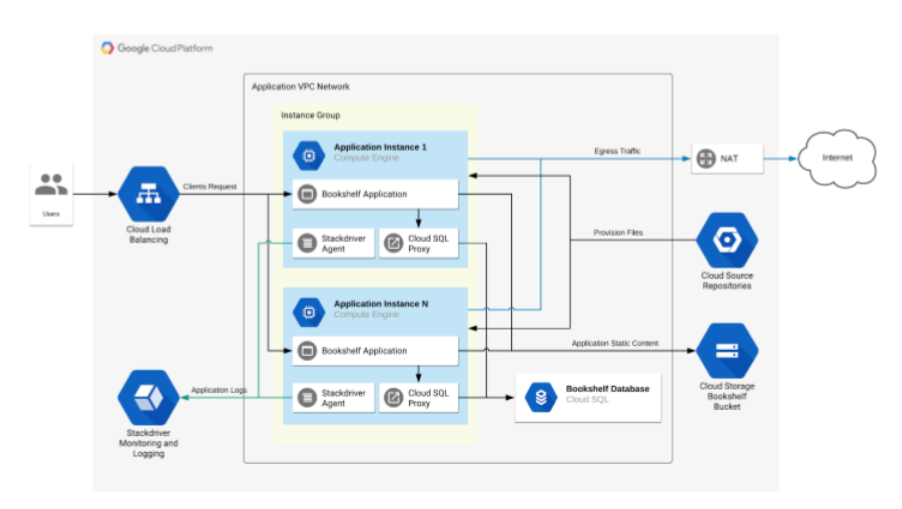 Google Cloud Platform
Application VPC Network
Instance Group
Application Instance 1
Compute Engine
Egress Traffic
NAT
Internet
Users
Clients Request
Bookshelf Application
Cloud Load
Balancing
Stackdriver
Agent
Cloud SQL
Proxy
Provision Files
Cloud Source
Repositories
Application Instance N
Compute Engine
Bookshelf Application
Application Static Content
Cloud Storage
Bookshelf
Bucket
Application Logs
Stackdriver
Agent
Cloud SQL
Proxy
Bookshelf Database
Cloud SQL
Stackdriver
Monitoring and
Logging